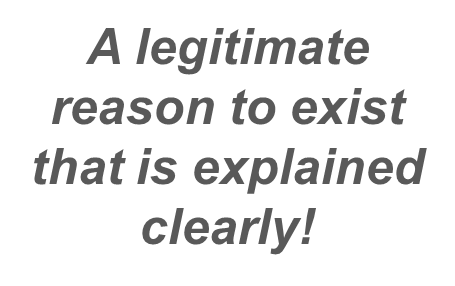 A legitimate
reason to exist
that is explained
clearly!